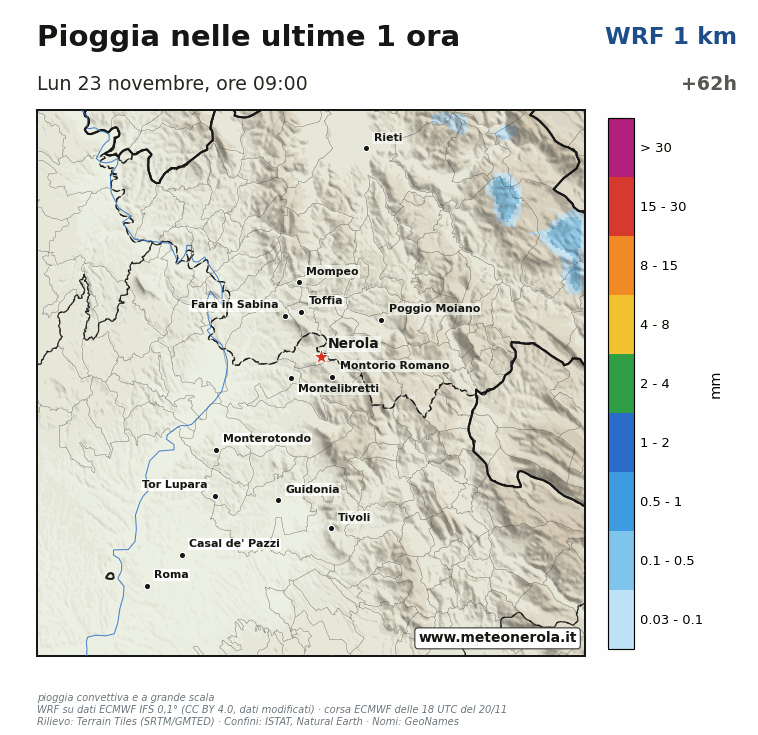 Pioggia nelle ultime 1 ora
WRF 1 km
Lun 23 novembre, ore 09:00
+62h
Rieti
Mompeo
Toffia
Fara in Sabina
Poggio Moiano
Nerola
Montorio Romano
Montelibretti
Monterotondo
Tor Lupara
Guidonia
Tivoli
Casal de' Pazzi
Roma
www.meteonerola.it
> 30
15 - 30
8 - 15
4 - 8
2 - 4
1 - 2
0.5 - 1
0.1 - 0.5
0.03 - 0.1
mm
pioggia convettiva e a grande scala
WRF su dati ECMWF IFS 0,1° (CC BY 4.0, dati modificati) · corsa ECMWF delle 18 UTC del 20/11
Rilievo: Terrain Tiles (SRTM/GMTED) · Confini: ISTAT, Natural Earth · Nomi: GeoNames